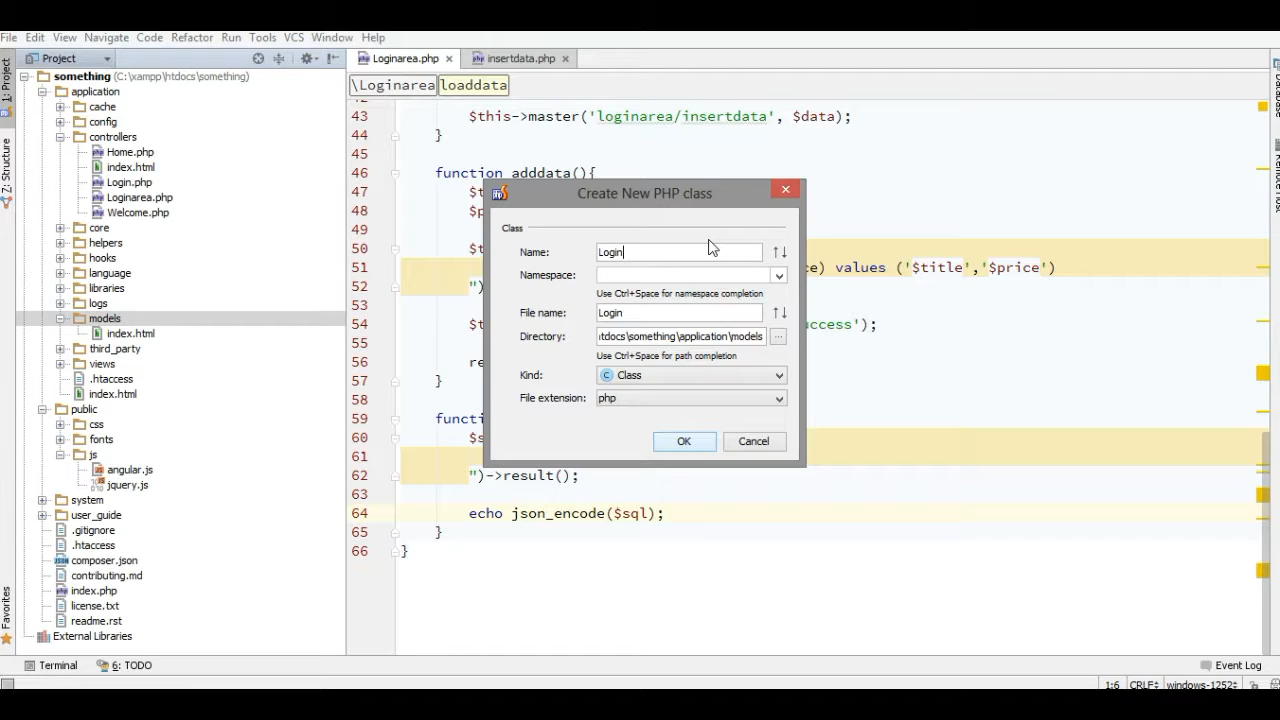 File Edit View Navigate Code Refactor Run Tools VCS Window Help
Project
Loginarea.php
insertdata.php
\Loginarea
loaddata
1: Project
Z: Structure
Favorites
something (C:\xampp\htdocs\something)
application
cache
config
controllers
Home.php
index.html
Login.php
Loginarea.php
Welcome.php
core
helpers
hooks
language
libraries
logs
models
index.html
third_party
views
.htaccess
index.html
public
css
fonts
js
angular.js
jquery.js
system
user_guide
.gitignore
.htaccess
composer.json
contributing.md
index.php
license.txt
readme.rst
External Libraries
43 $this->master('loginarea/insertdata', $data);
44 }
45
46 function adddata(){
47 $t
48 $p
50 $t
51 e) values ('$title','$price')
52 ")
53
54 $t uccess');
55
56 re
57 }
58
59 functi
60 $s
61
62 ")->result();
63
64 echo json_encode($sql);
65 }
66 }
Create New PHP class
Class
Name: Login
Namespace:
Use Ctrl+Space for namespace completion
File name: Login
Directory: ntdocs\something\application\models
Use Ctrl+Space for path completion
Kind: Class
File extension: php
OK Cancel
Terminal 6: TODO Event Log
1:6 CRLF windows-1252